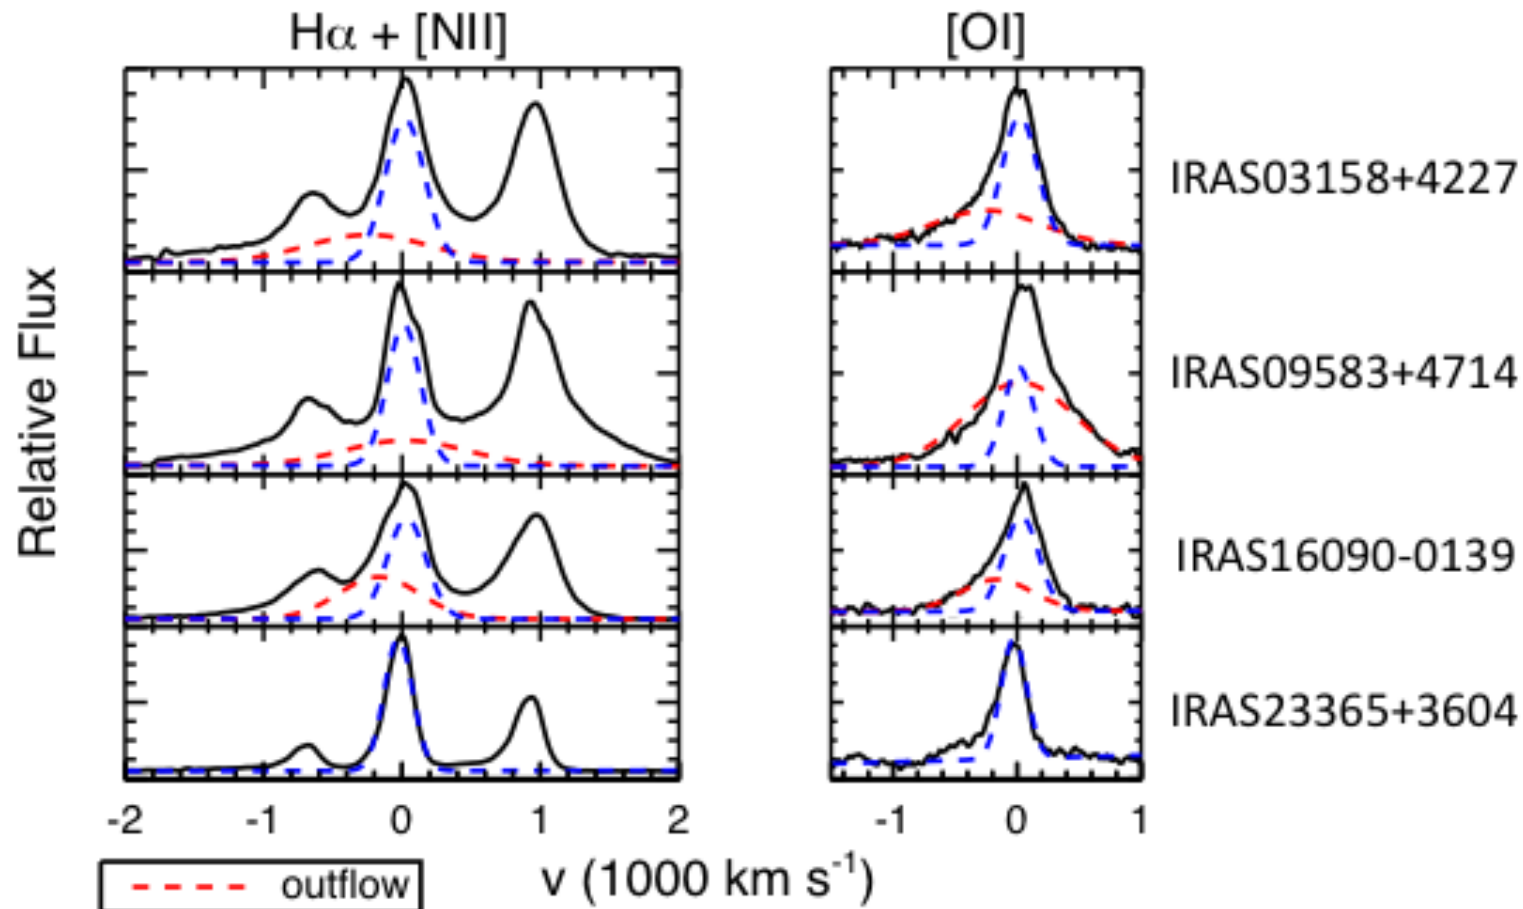 Hα + [NII]
[OI]
IRAS03158+4227
IRAS09583+4714
IRAS16090-0139
IRAS23365+3604
Relative Flux
-2 -1 0 1 2
-1 0 1
v (1000 km s⁻¹)
outflow